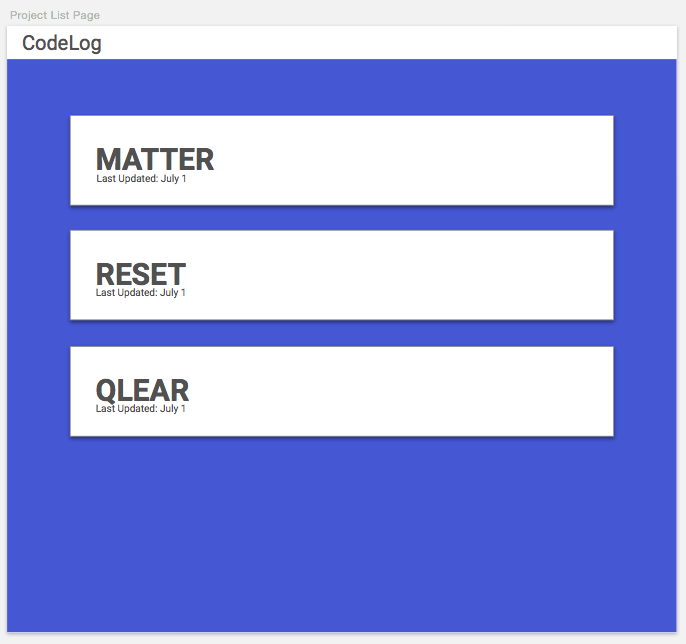 Project List Page
CodeLog
MATTER
Last Updated: July 1
RESET
Last Updated: July 1
QLEAR
Last Updated: July 1